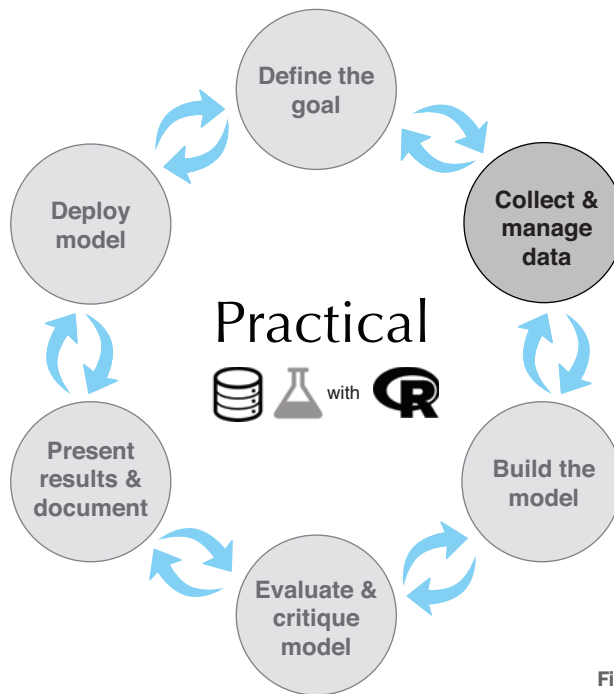 Define the
goal
Collect &
manage
data
Deploy
model
Practical
with R
Present
results &
document
Build the
model
Evaluate &
critique
model
Fi